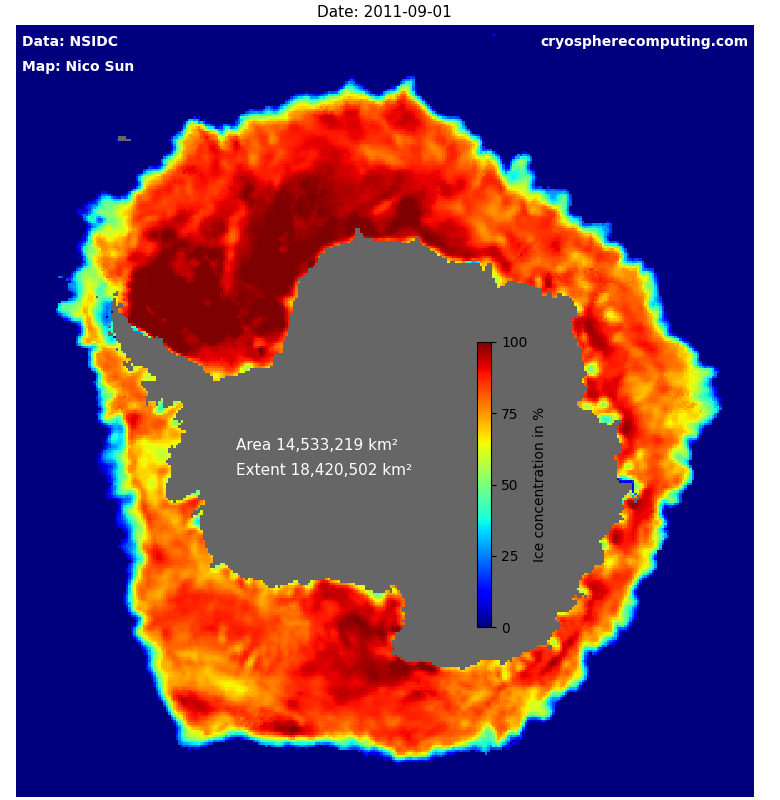 Date: 2011-09-01
Data: NSIDC
cryospherecomputing.com
Map: Nico Sun
100
75
50
25
0
Ice concentration in %
Area 14,533,219 km²
Extent 18,420,502 km²